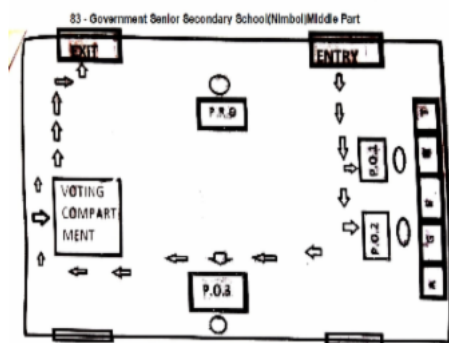 83 - Government Senior Secondary School(Nimbol)Middle Part
EXIT
ENTRY
P.R.O
P.O.1
VOTING
COMPART
MENT
P.O.2
P.O.3